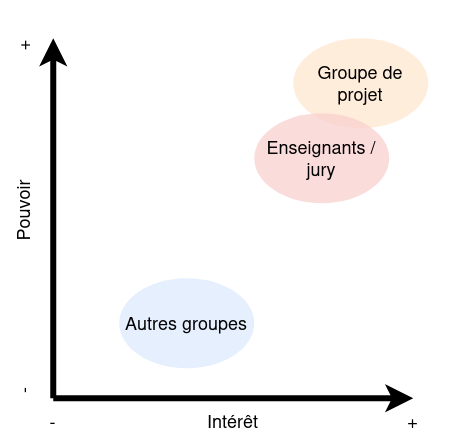 +
Groupe de
projet
Enseignants /
jury
Pouvoir
Autres groupes
-
-
Intérêt
+